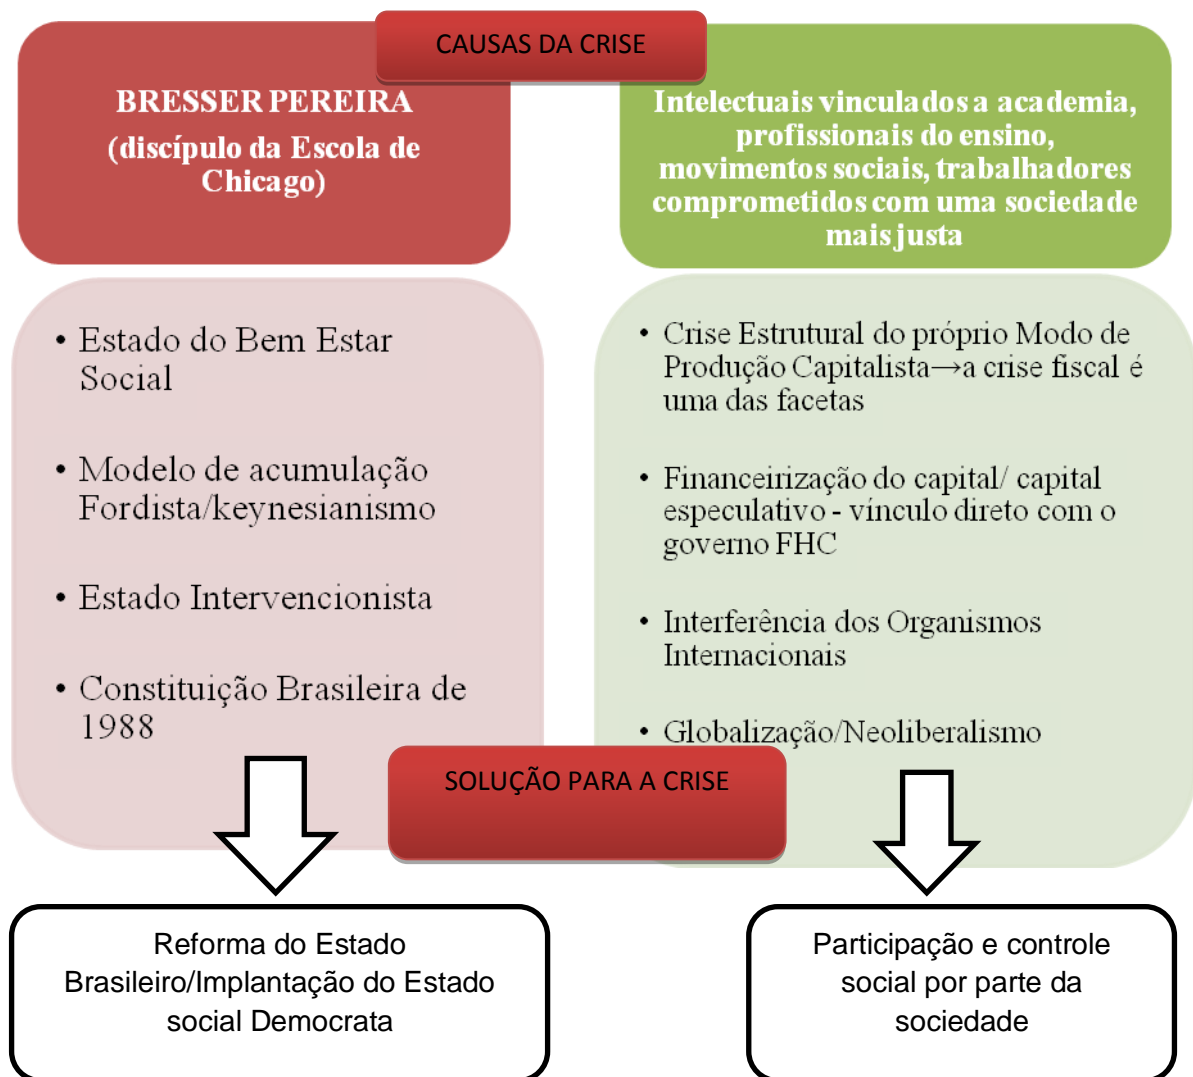 CAUSAS DA CRISE
BRESSER PEREIRA
(discípulo da Escola de
Chicago)
• Estado do Bem Estar
Social
• Modelo de acumulação
Fordista/keynesianismo
• Estado Intervencionista
• Constituição Brasileira de
1988
Intelectuais vinculados a academia,
profissionais do ensino,
movimentos sociais, trabalhadores
comprometidos com uma sociedade
mais justa
• Crise Estrutural do próprio Modo de
Produção Capitalista→a crise fiscal é
uma das facetas
• Financeirização do capital/ capital
especulativo - vínculo direto com o
governo FHC
• Interferência dos Organismos
Internacionais
• Globalização/Neoliberalismo
SOLUÇÃO PARA A CRISE
Reforma do Estado
Brasileiro/Implantação do Estado
social Democrata
Participação e controle
social por parte da
sociedade